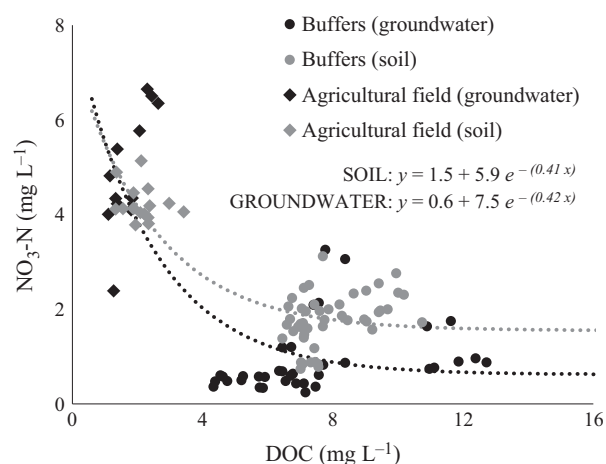 8
Buffers (groundwater)
Buffers (soil)
Agricultural field (groundwater)
6
Agricultural field (soil)
SOIL: y = 1.5 + 5.9 e – (0.41 x)
GROUNDWATER: y = 0.6 + 7.5 e – (0.42 x)
NO3-N (mg L–1)
4
2
0
0 4 8 12 16
DOC (mg L–1)